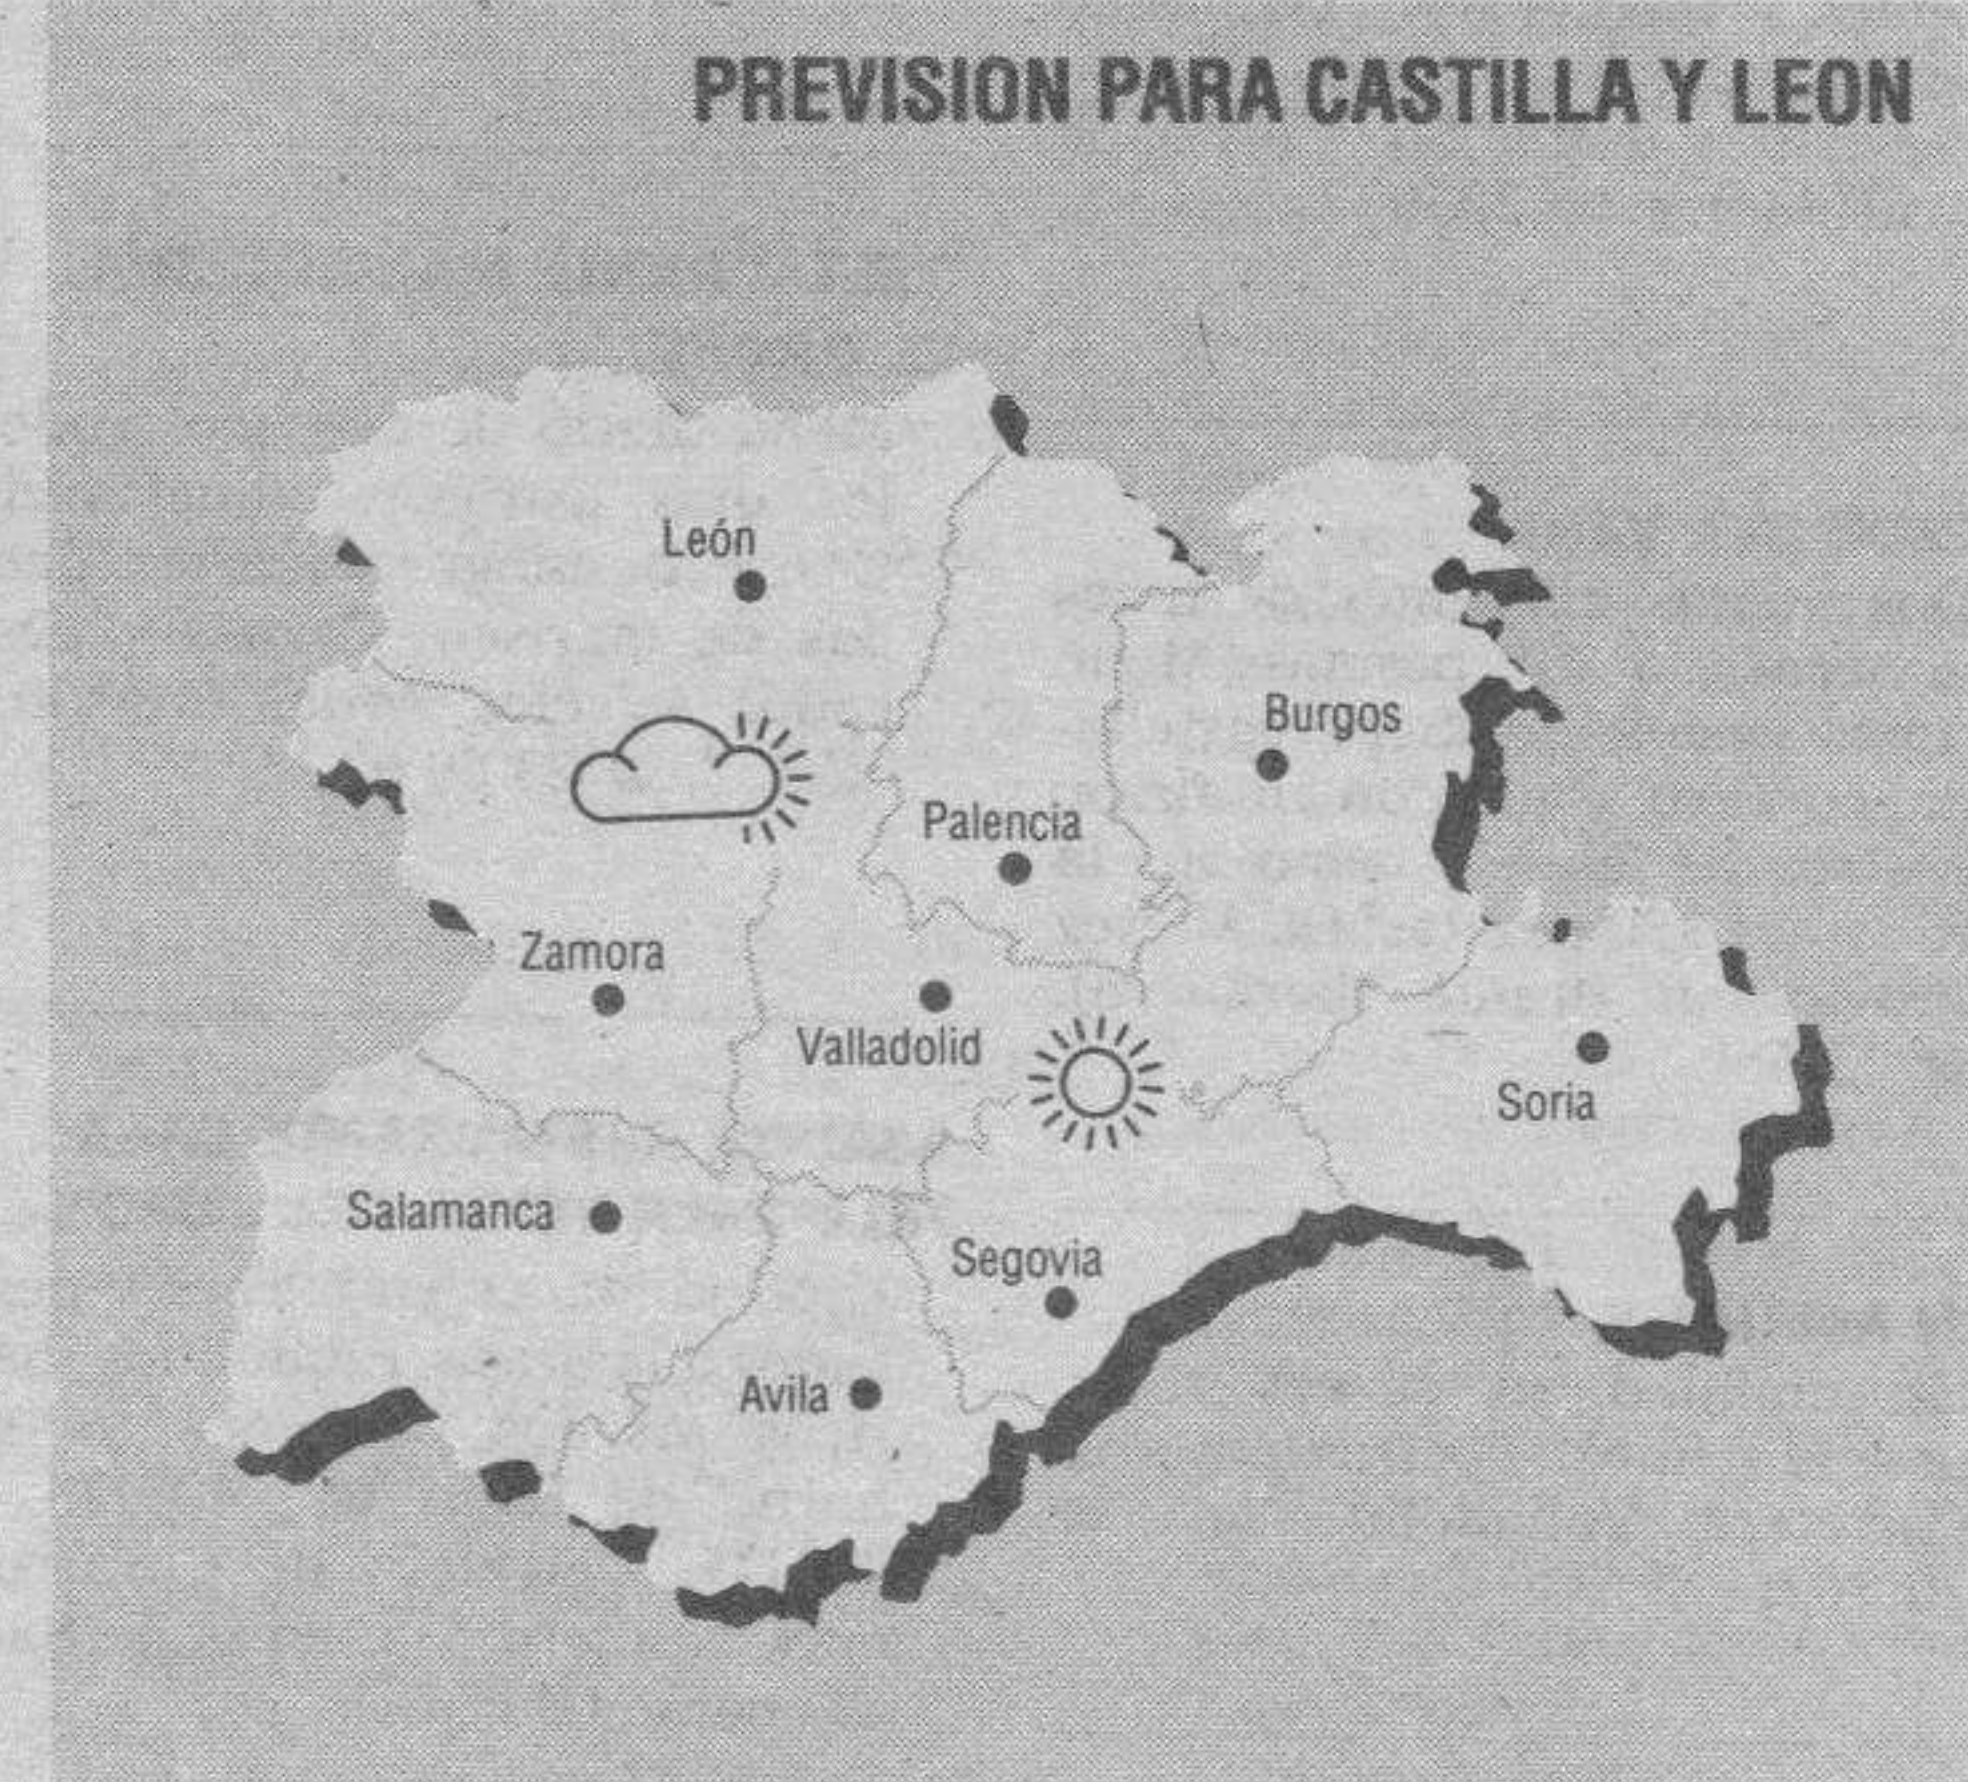 PREVISION PARA CASTILLA Y LEON
León
Burgos
Palencia
Zamora
Valladolid
Soria
Salamanca
Segovia
Avila